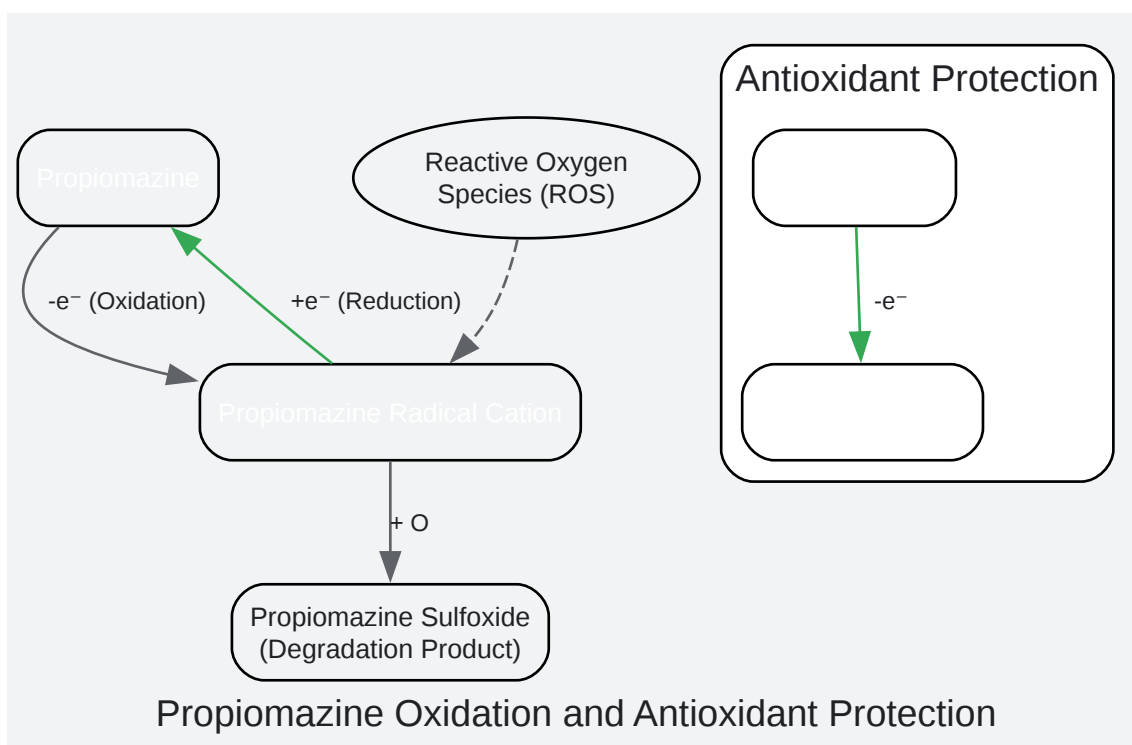 Antioxidant Protection
Propiomazine
Reactive Oxygen
Species (ROS)
-e⁻ (Oxidation)
+e⁻ (Reduction)
-e⁻
Propiomazine Radical Cation
+ O
Propiomazine Sulfoxide
(Degradation Product)
Propiomazine Oxidation and Antioxidant Protection